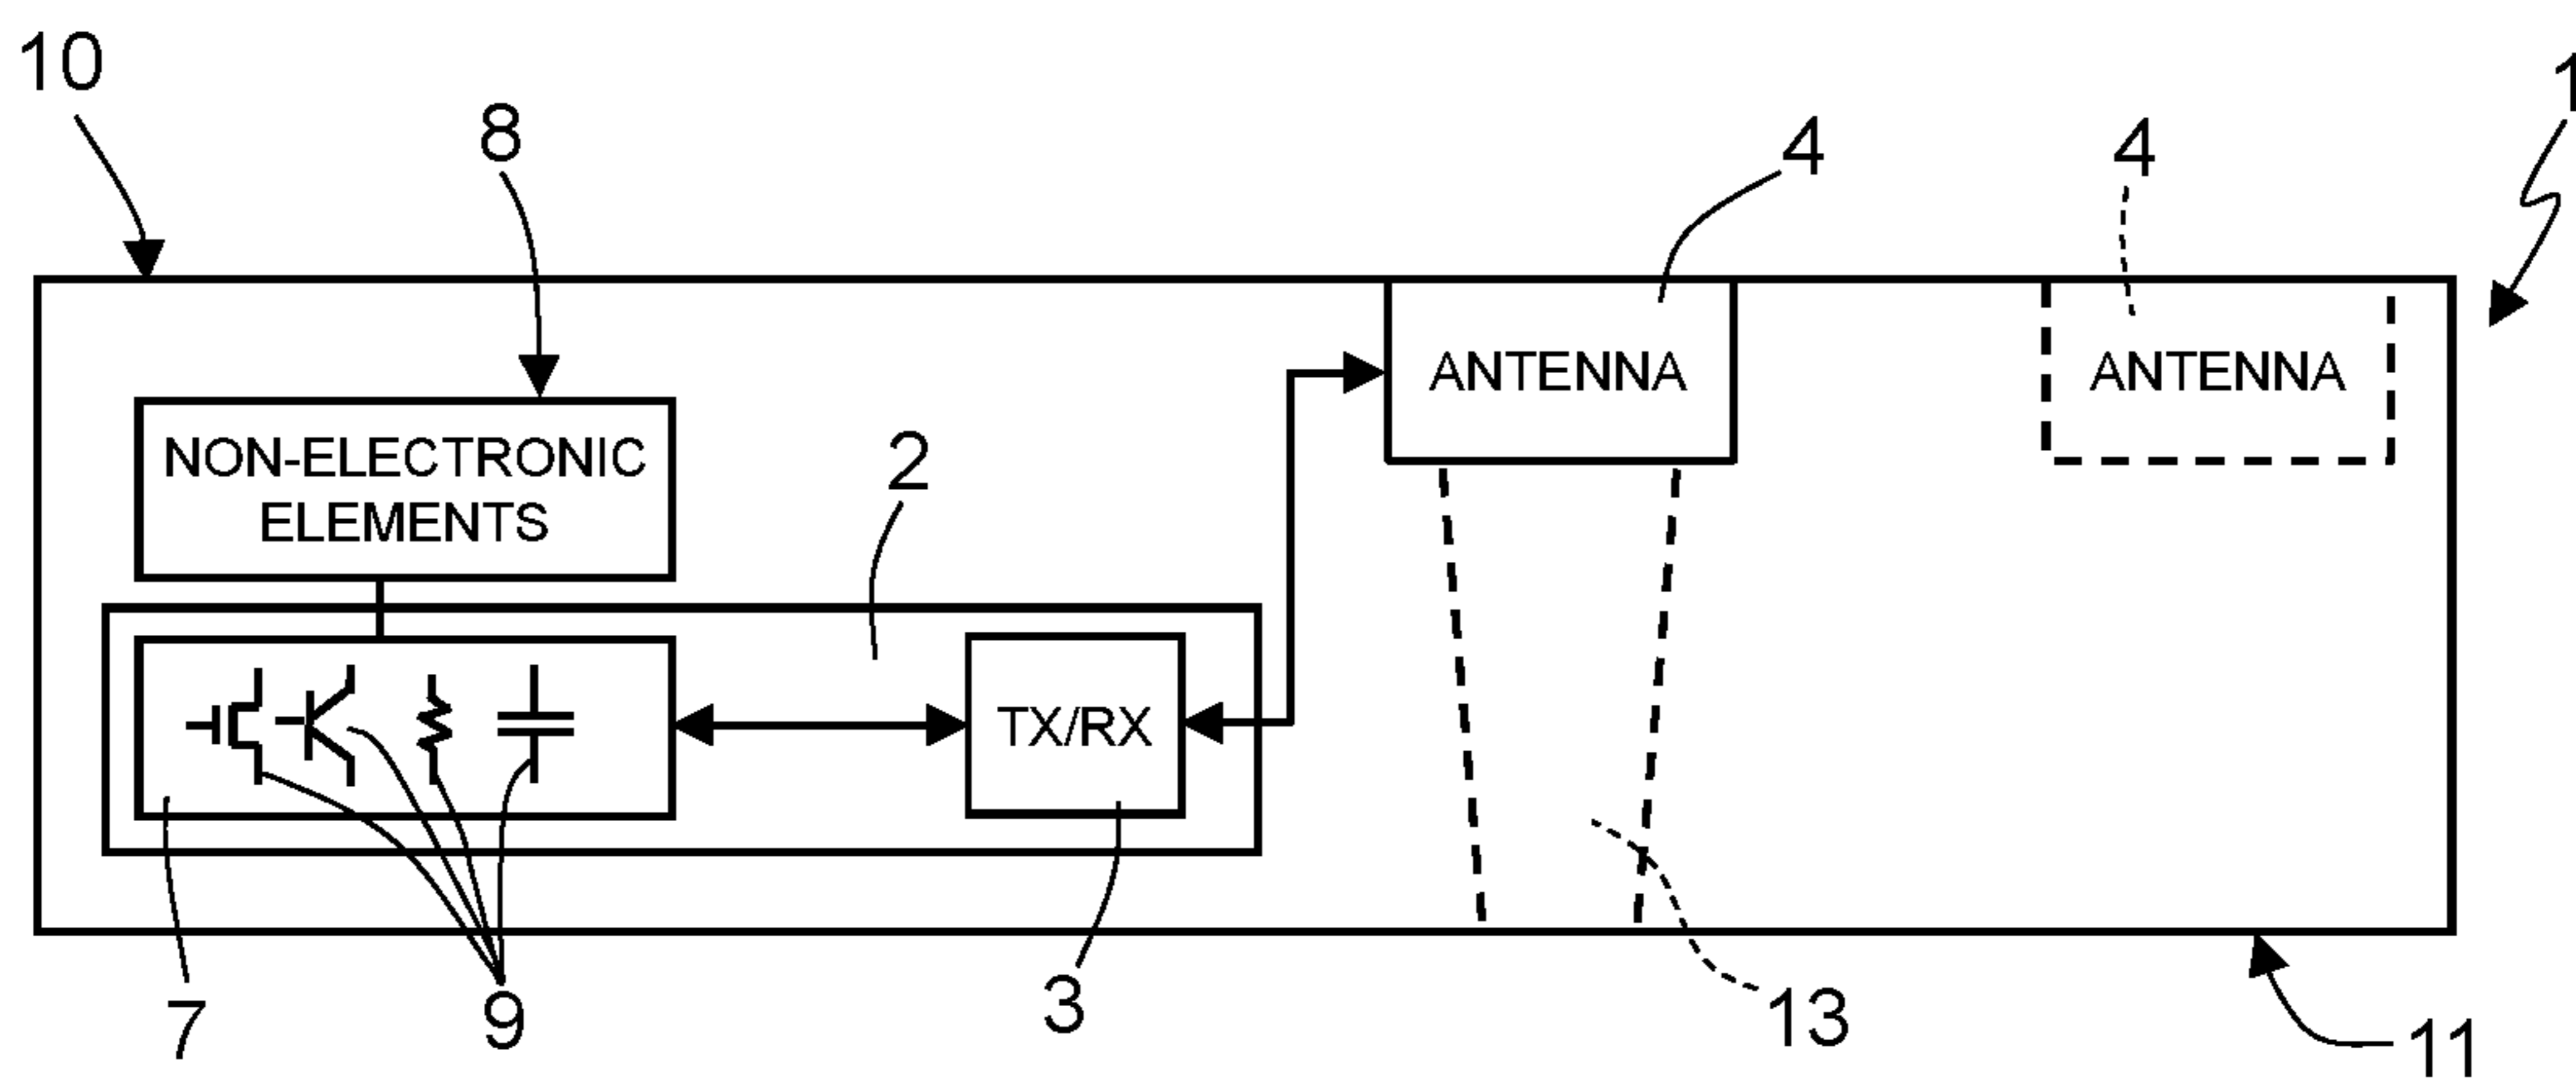 10
1
8
4
4
ANTENNA
ANTENNA
NON-ELECTRONIC
ELEMENTS
2
TX/RX
7
9
3
13
11